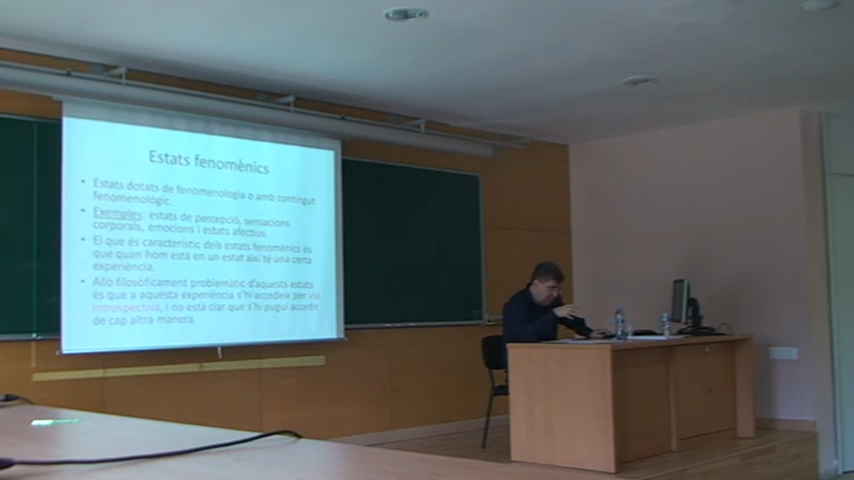 Estats fenomènics
• Estats dotats de fenomenologia o amb contingut
fenomenològic.
• Exemples: estats de percepció, sensacions
corporals, emocions i estats afectius.
• El que és característic dels estats fenomènics és
que quan hom està en un estat així té una certa
experiència.
• Allò filosòficament problemàtic d'aquests estats
és que a aquesta experiència s'hi accedeix per via
introspectiva, i no està clar que s'hi pugui accedir
de cap altra manera.